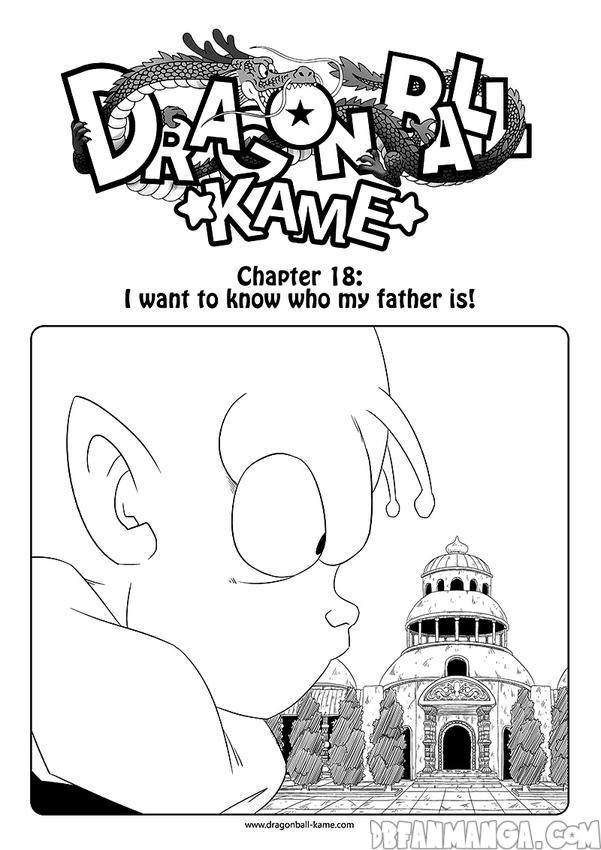 DRAGON BALL
KAME
Chapter 18:
I want to know who my father is!
www.dragonball-kame.com
DBFANMANGA.COM